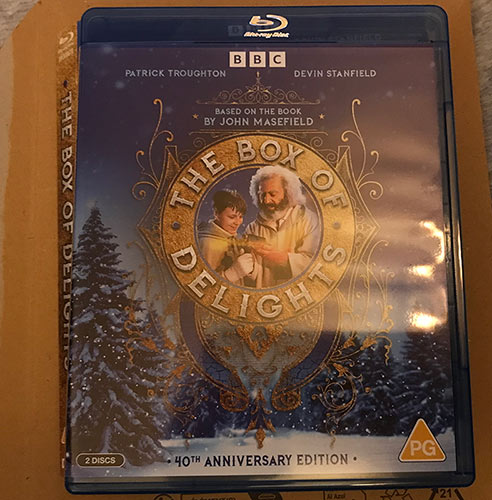 Blu-ray Disc
BBC
PATRICK TROUGHTON
DEVIN STANFIELD
BASED ON THE BOOK
BY JOHN MASEFIELD
THE BOX OF
DELIGHTS
2 DISCS
40TH ANNIVERSARY EDITION
PG
THE BOX OF DELIGHTS
21